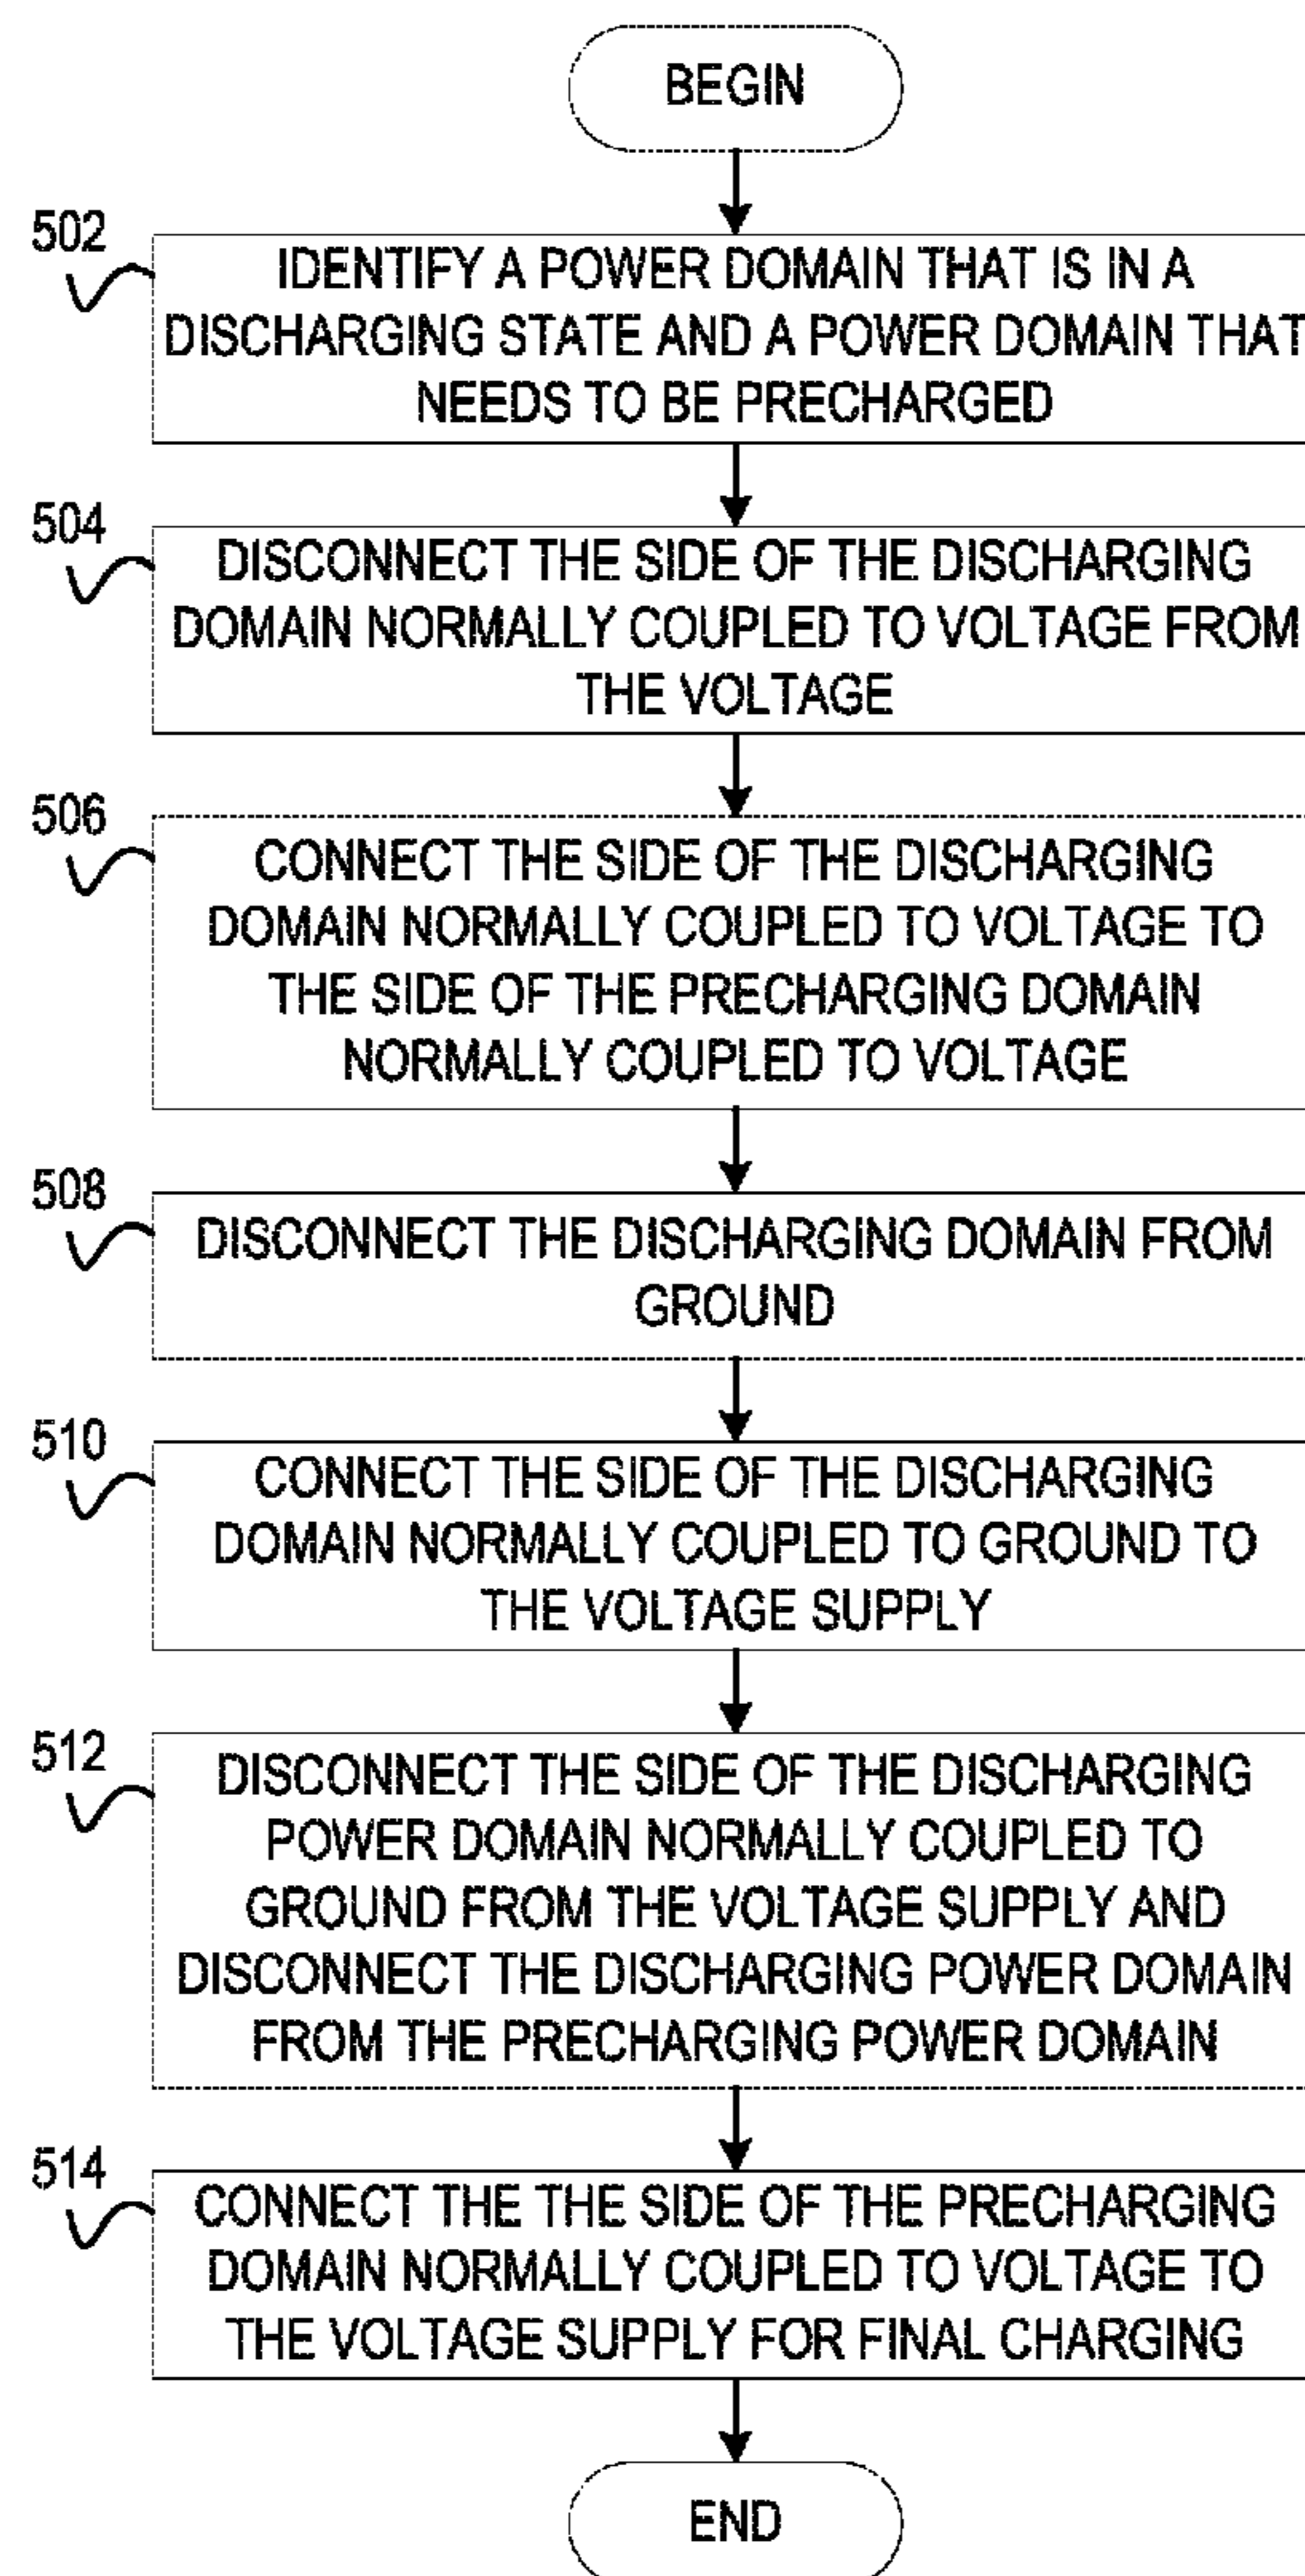 BEGIN
502
IDENTIFY A POWER DOMAIN THAT IS IN A
DISCHARGING STATE AND A POWER DOMAIN THAT
NEEDS TO BE PRECHARGED
504
DISCONNECT THE SIDE OF THE DISCHARGING
DOMAIN NORMALLY COUPLED TO VOLTAGE FROM
THE VOLTAGE
506
CONNECT THE SIDE OF THE DISCHARGING
DOMAIN NORMALLY COUPLED TO VOLTAGE TO
THE SIDE OF THE PRECHARGING DOMAIN
NORMALLY COUPLED TO VOLTAGE
508
DISCONNECT THE DISCHARGING DOMAIN FROM
GROUND
510
CONNECT THE SIDE OF THE DISCHARGING
DOMAIN NORMALLY COUPLED TO GROUND TO
THE VOLTAGE SUPPLY
512
DISCONNECT THE SIDE OF THE DISCHARGING
POWER DOMAIN NORMALLY COUPLED TO
GROUND FROM THE VOLTAGE SUPPLY AND
DISCONNECT THE DISCHARGING POWER DOMAIN
FROM THE PRECHARGING POWER DOMAIN
514
CONNECT THE THE SIDE OF THE PRECHARGING
DOMAIN NORMALLY COUPLED TO VOLTAGE TO
THE VOLTAGE SUPPLY FOR FINAL CHARGING
END